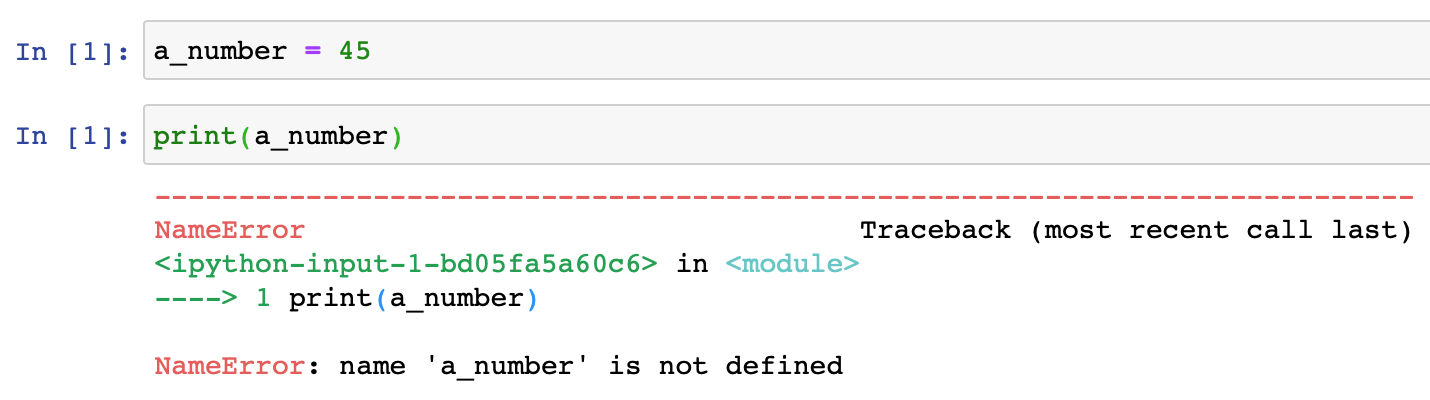 In [1]: a_number = 45
In [1]: print(a_number)
---------------------------------------------------------------------------
NameError                                 Traceback (most recent call last)
<ipython-input-1-bd05fa5a60c6> in <module>
----> 1 print(a_number)
NameError: name 'a_number' is not defined